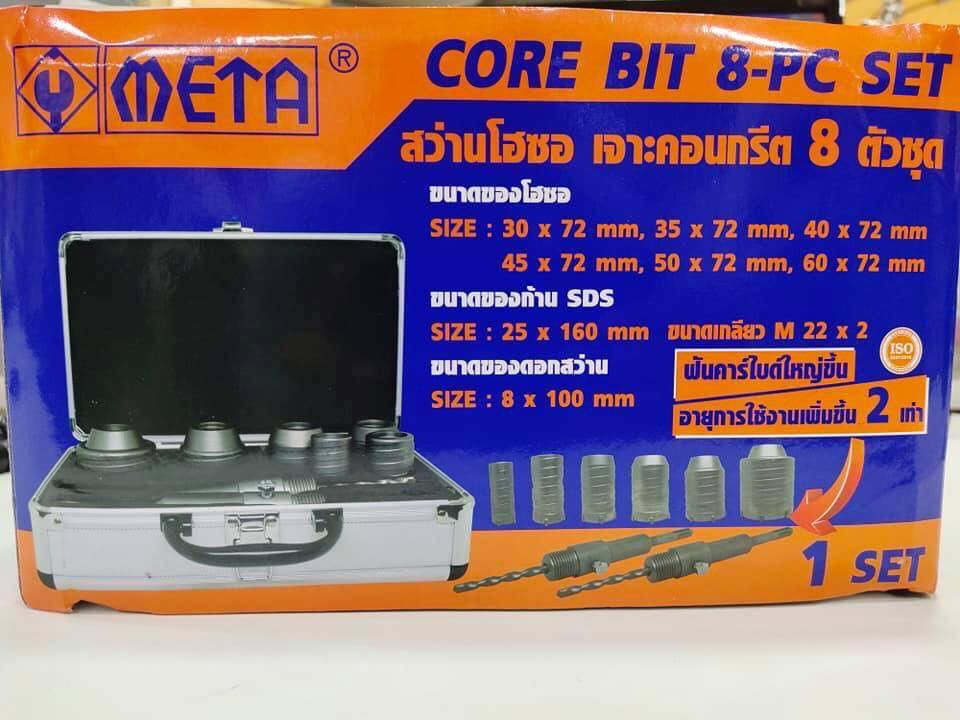 META ®
CORE BIT 8-PC SET
สว่านโฮซอ เจาะคอนกรีต 8 ตัวชุด
ขนาดของโฮซอ
SIZE : 30 x 72 mm, 35 x 72 mm, 40 x 72 mm
45 x 72 mm, 50 x 72 mm, 60 x 72 mm
ขนาดของก้าน SDS
SIZE : 25 x 160 mm ขนาดเกลียว M 22 x 2
ขนาดของดอกสว่าน
SIZE : 8 x 100 mm
ISO
ฟันคาร์ไบด์ใหญ่ขึ้น
อายุการใช้งานเพิ่มขึ้น 2 เท่า
1 SET